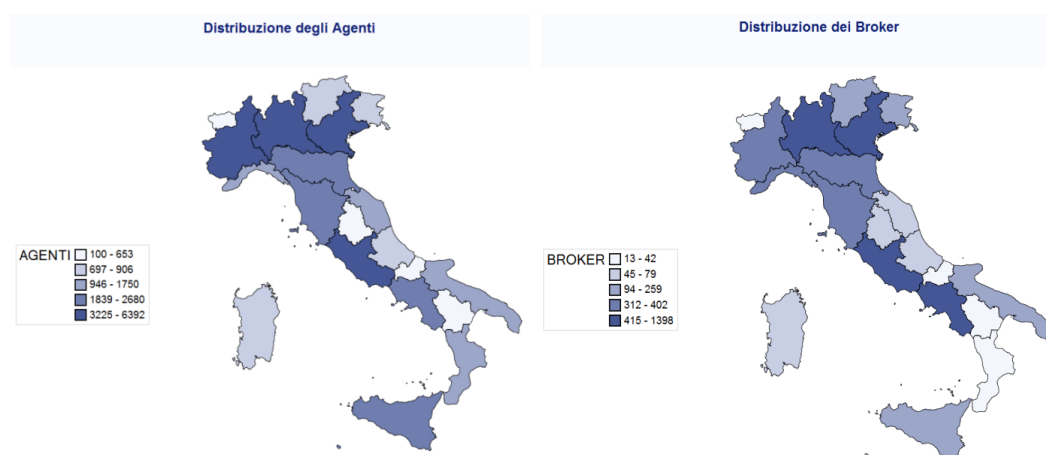 Distribuzione degli Agenti
AGENTI
100 - 653
697 - 906
946 - 1750
1839 - 2680
3225 - 6392
Distribuzione dei Broker
BROKER
13 - 42
45 - 79
94 - 259
312 - 402
415 - 1398